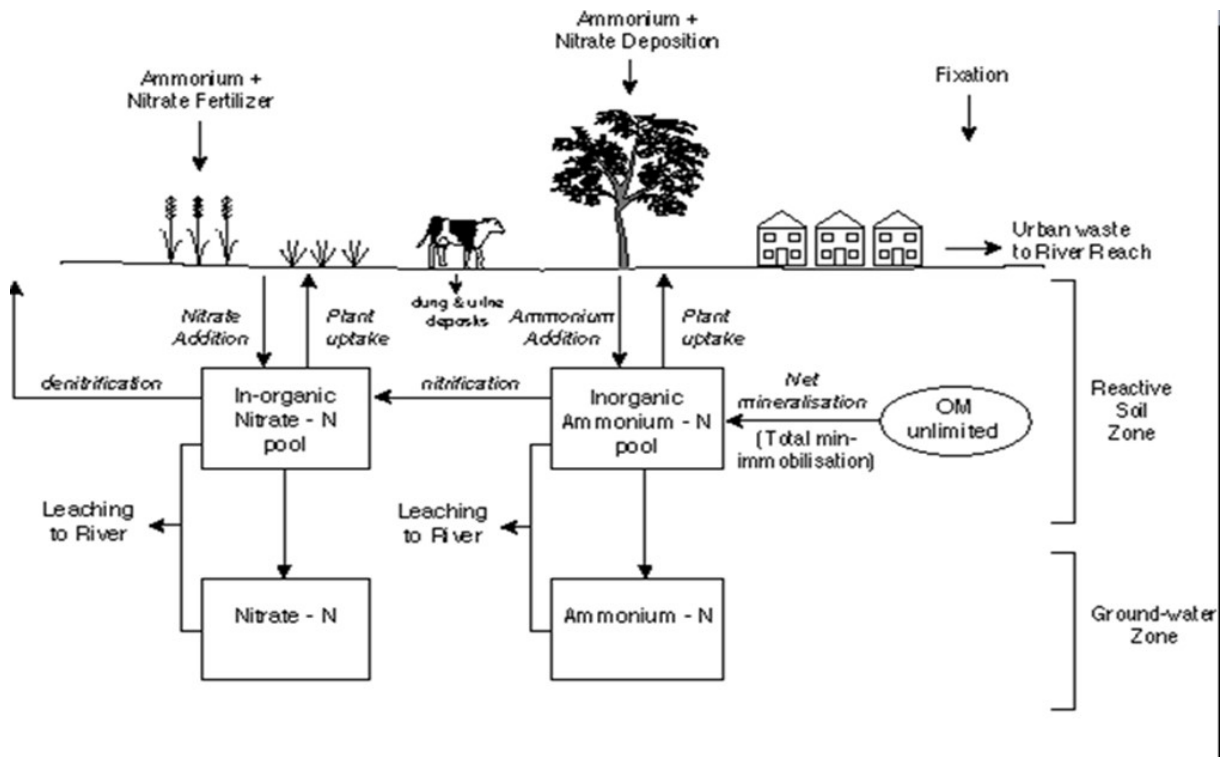 Ammonium +
Nitrate Deposition
Ammonium +
Nitrate Fertilizer
Fixation
Urban waste
to River Reach
dung & urine
deposits
Nitrate
Addition
Plant
uptake
Ammonium
Addition
Plant
uptake
denitrification
In-organic
Nitrate - N
pool
nitrification
Inorganic
Ammonium - N
pool
Net
mineralisation
(Total min-
immobilisation)
OM
unlimited
Reactive
Soil
Zone
Leaching
to River
Leaching
to River
Nitrate - N
Ammonium - N
Ground-water
Zone